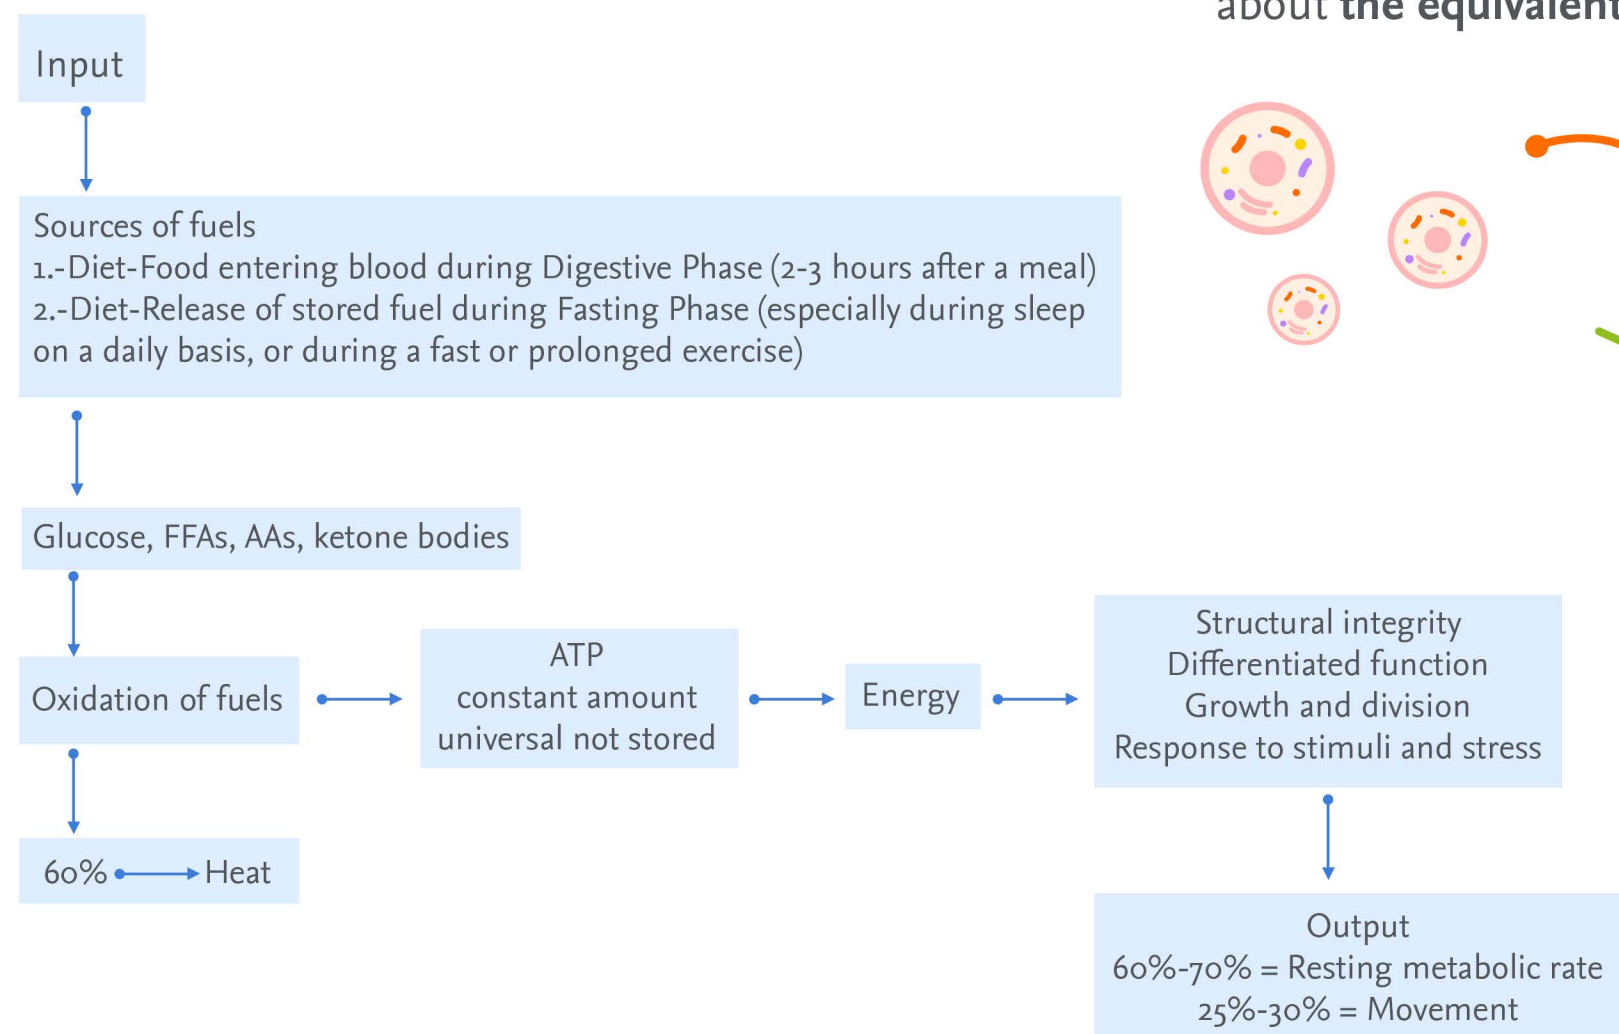 about the equivalent
Input
Sources of fuels
1.-Diet-Food entering blood during Digestive Phase (2-3 hours after a meal)
2.-Diet-Release of stored fuel during Fasting Phase (especially during sleep
on a daily basis, or during a fast or prolonged exercise)
Glucose, FFAs, AAs, ketone bodies
Oxidation of fuels
ATP
constant amount
universal not stored
Energy
Structural integrity
Differentiated function
Growth and division
Response to stimuli and stress
60% Heat
Output
60%-70% = Resting metabolic rate
25%-30% = Movement